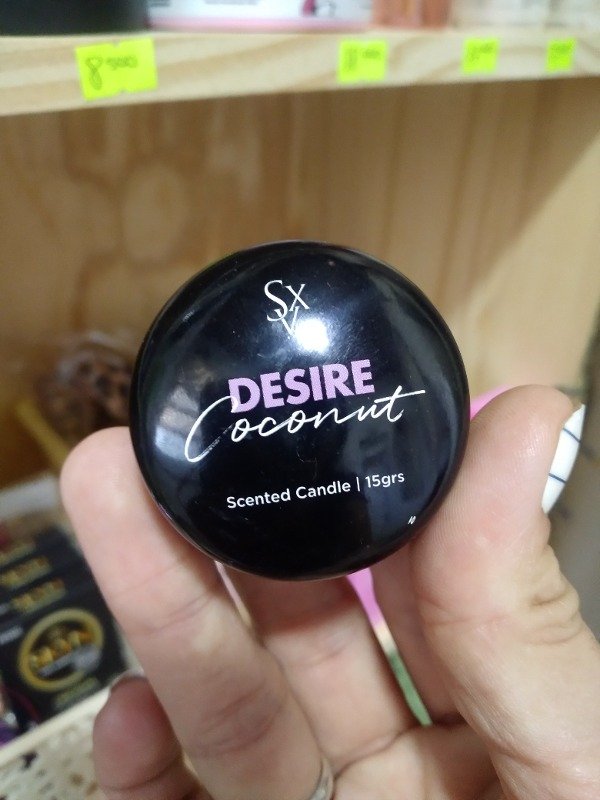 SXV
DESIRE
Coconut
Scented Candle | 15grs